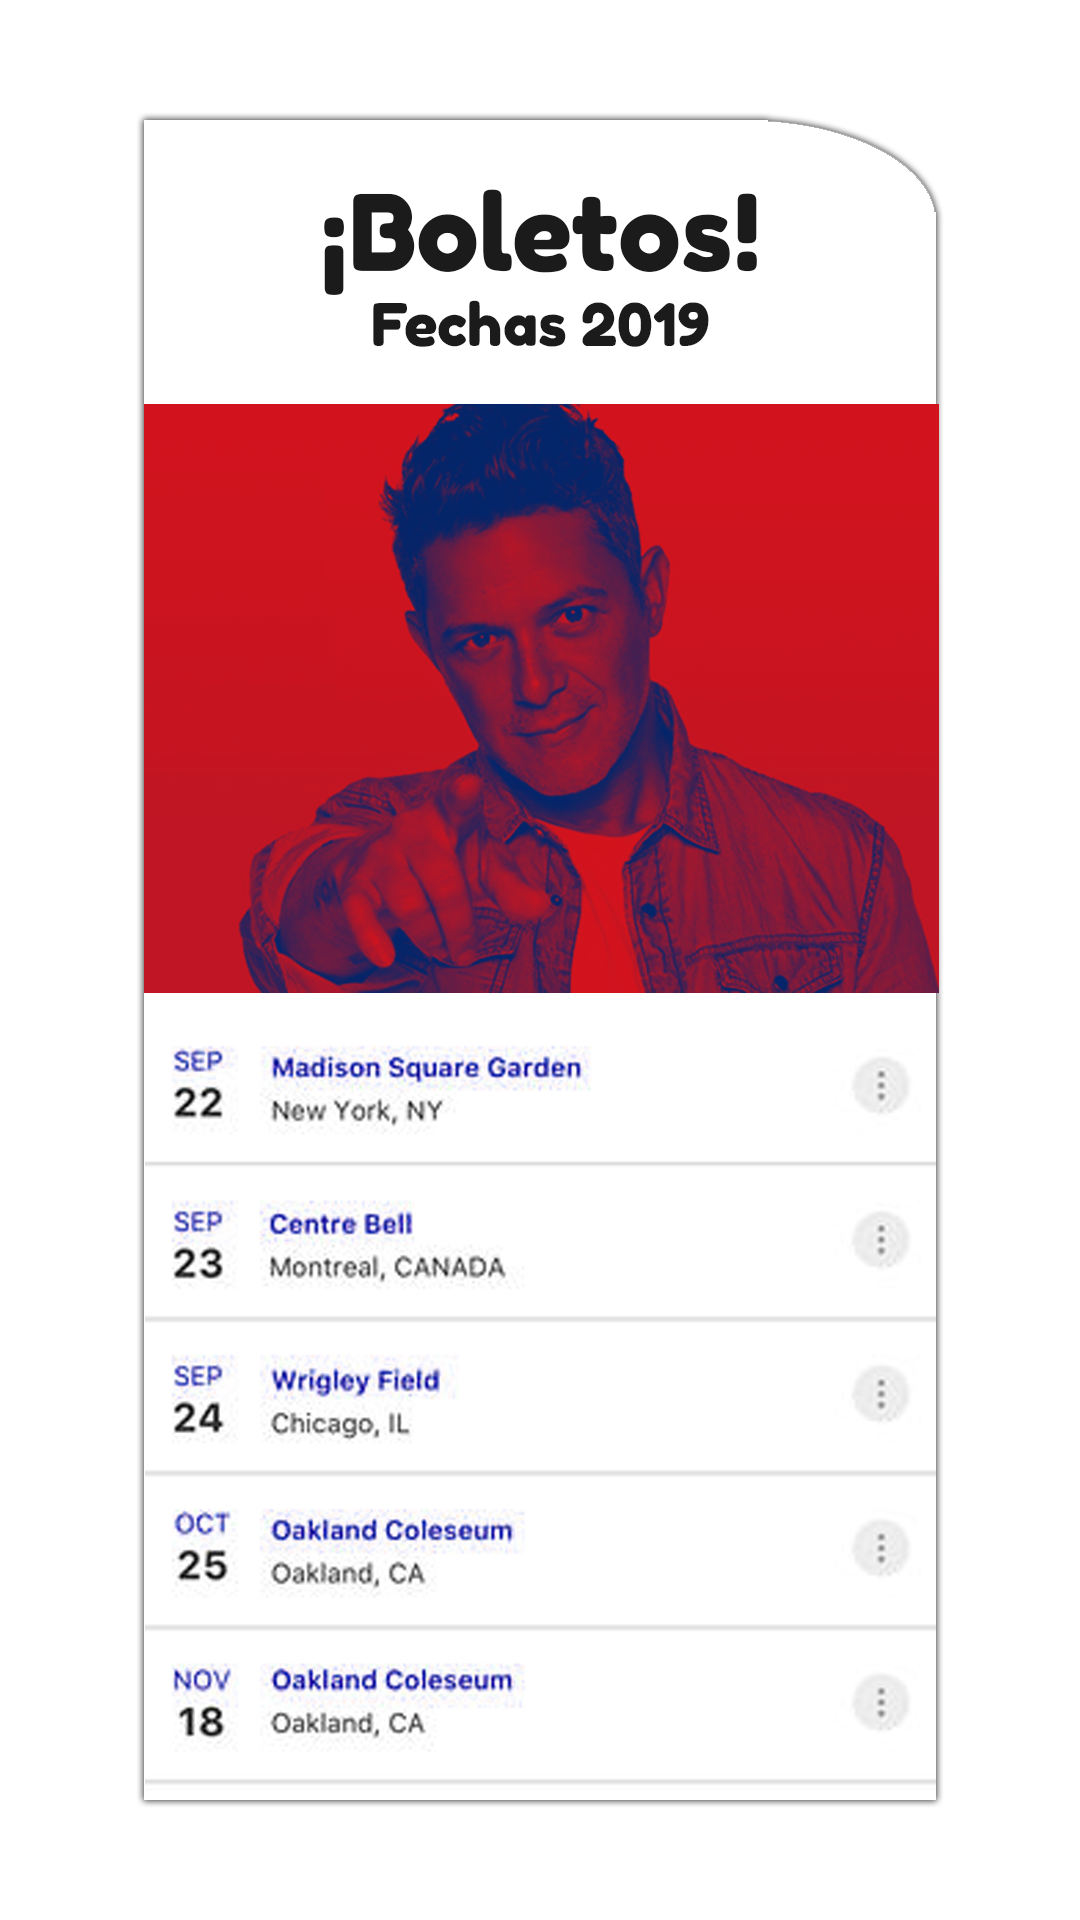 ¡Boletos!
Fechas 2019
SEP
22
Madison Square Garden
New York, NY
SEP
23
Centre Bell
Montreal, CANADA
SEP
24
Wrigley Field
Chicago, IL
OCT
25
Oakland Coleseum
Oakland, CA
NOV
18
Oakland Coleseum
Oakland, CA